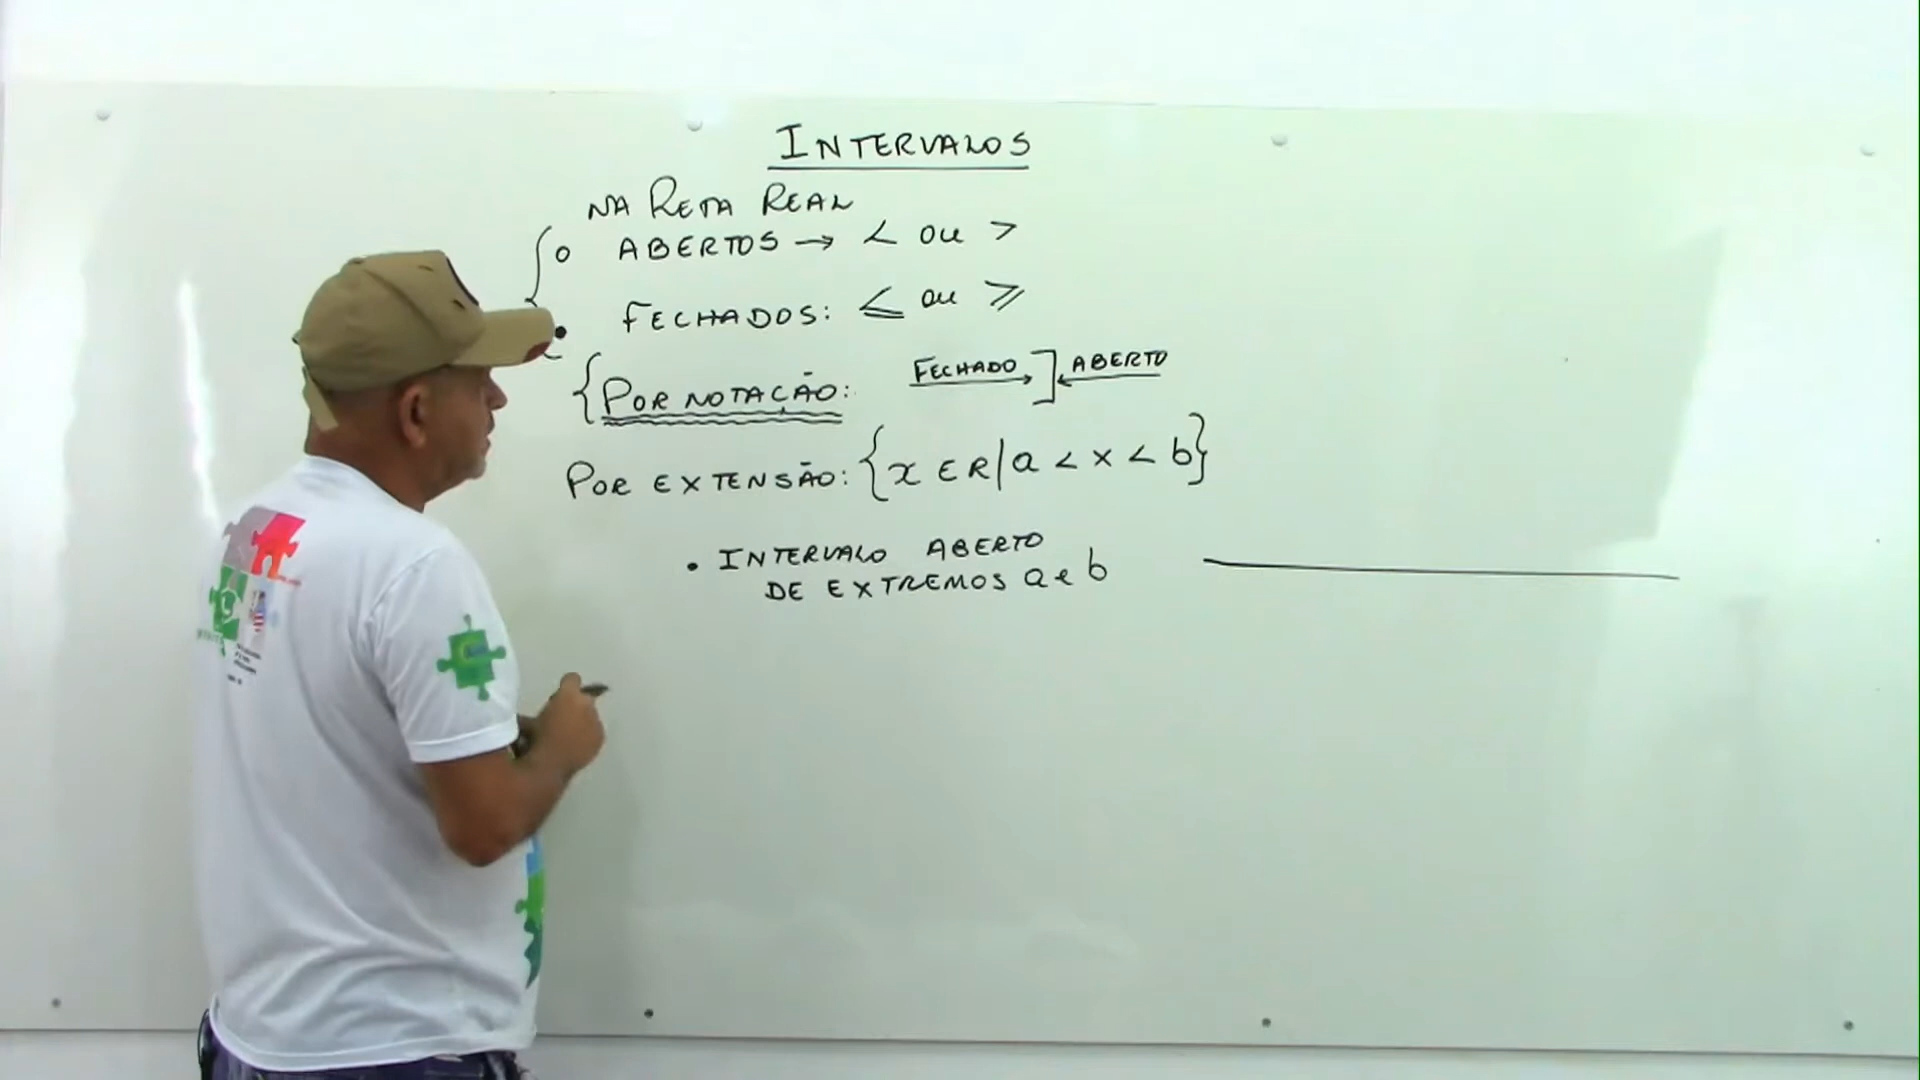 INTERVALOS
NA RETA REAL
{ o ABERTOS → < ou >
• FECHADOS: ≤ ou ≥
{ POR NOTAÇÃO: FECHADO → ] ← ABERTO
POR EXTENSÃO: {x ∈ R | a < x < b}
• INTERVALO ABERTO
DE EXTREMOS a e b